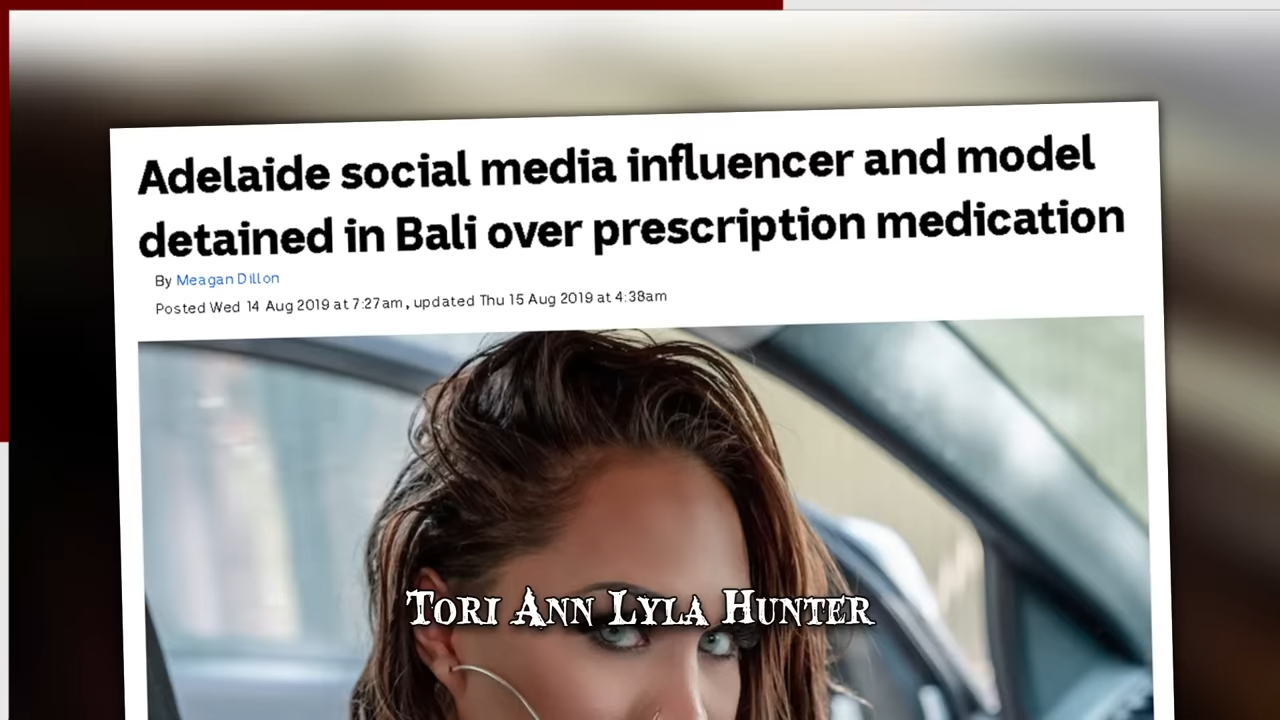 Adelaide social media influencer and model
detained in Bali over prescription medication
By Meagan Dillon
Posted Wed 14 Aug 2019 at 7:27am, updated Thu 15 Aug 2019 at 4:38am
Tori Ann Lyla Hunter